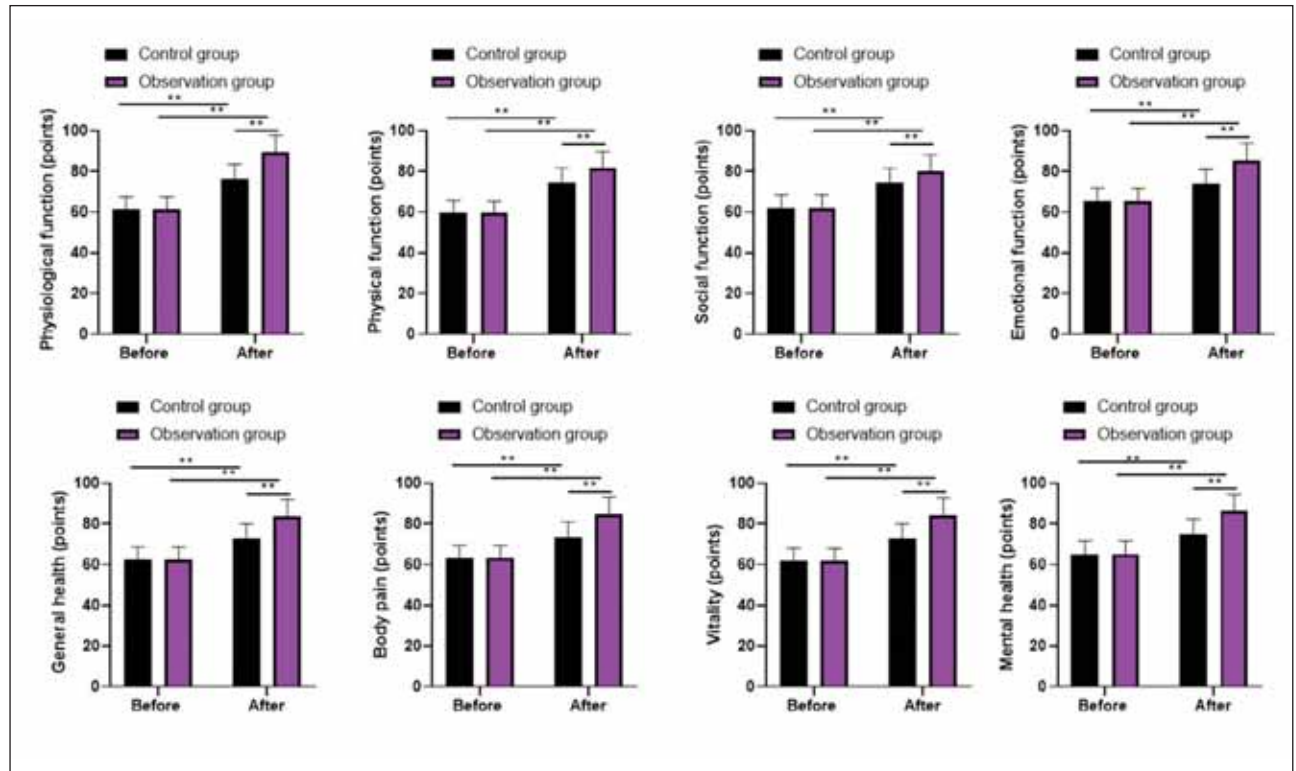 Control group
Observation group
**
**
**
Physiological function (points)
100
80
60
40
20
0
Before After
Control group
Observation group
**
**
**
Physical function (points)
100
80
60
40
20
0
Before After
Control group
Observation group
**
**
**
Social function (points)
100
80
60
40
20
0
Before After
Control group
Observation group
**
**
**
Emotional function (points)
100
80
60
40
20
0
Before After
Control group
Observation group
**
**
**
General health (points)
100
80
60
40
20
0
Before After
Control group
Observation group
**
**
**
Body pain (points)
100
80
60
40
20
0
Before After
Control group
Observation group
**
**
**
Vitality (points)
100
80
60
40
20
0
Before After
Control group
Observation group
**
**
**
Mental health (points)
100
80
60
40
20
0
Before After